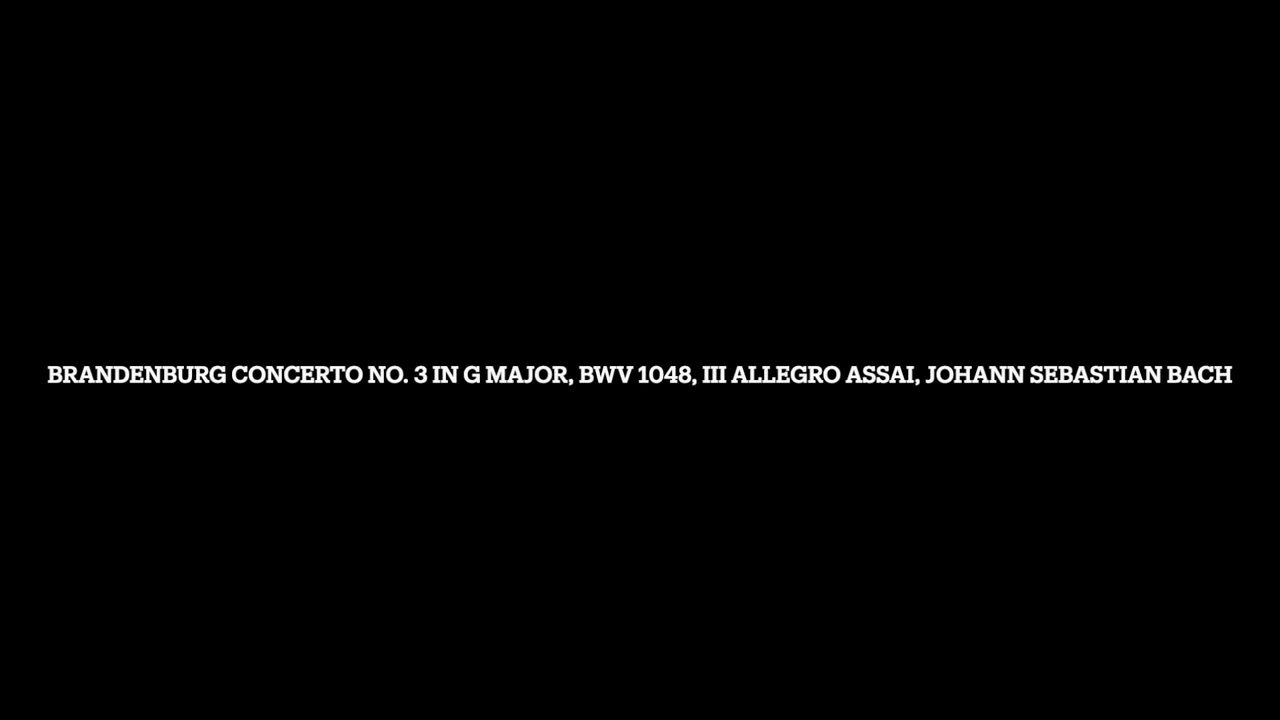 BRANDENBURG CONCERTO NO. 3 IN G MAJOR, BWV 1048, III ALLEGRO ASSAI, JOHANN SEBASTIAN BACH